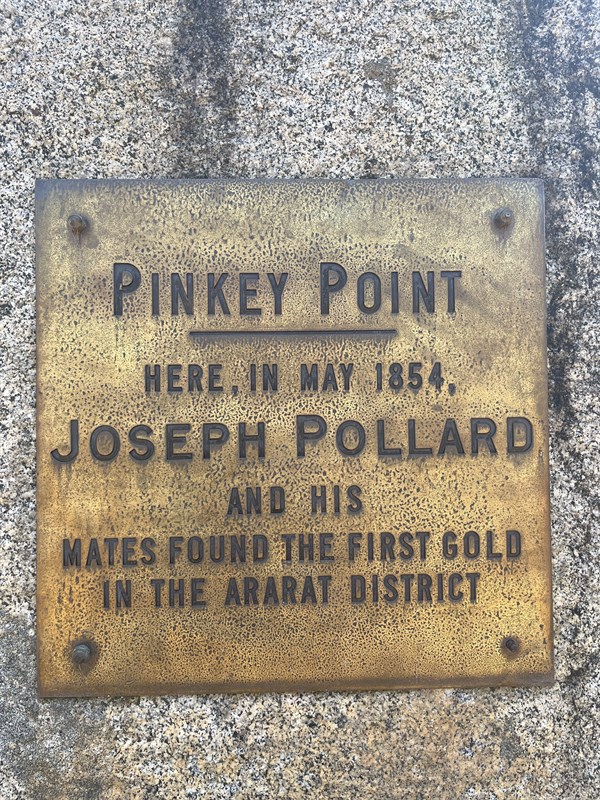 PINKEY POINT
HERE, IN MAY 1854,
JOSEPH POLLARD
AND HIS
MATES FOUND THE FIRST GOLD
IN THE ARARAT DISTRICT